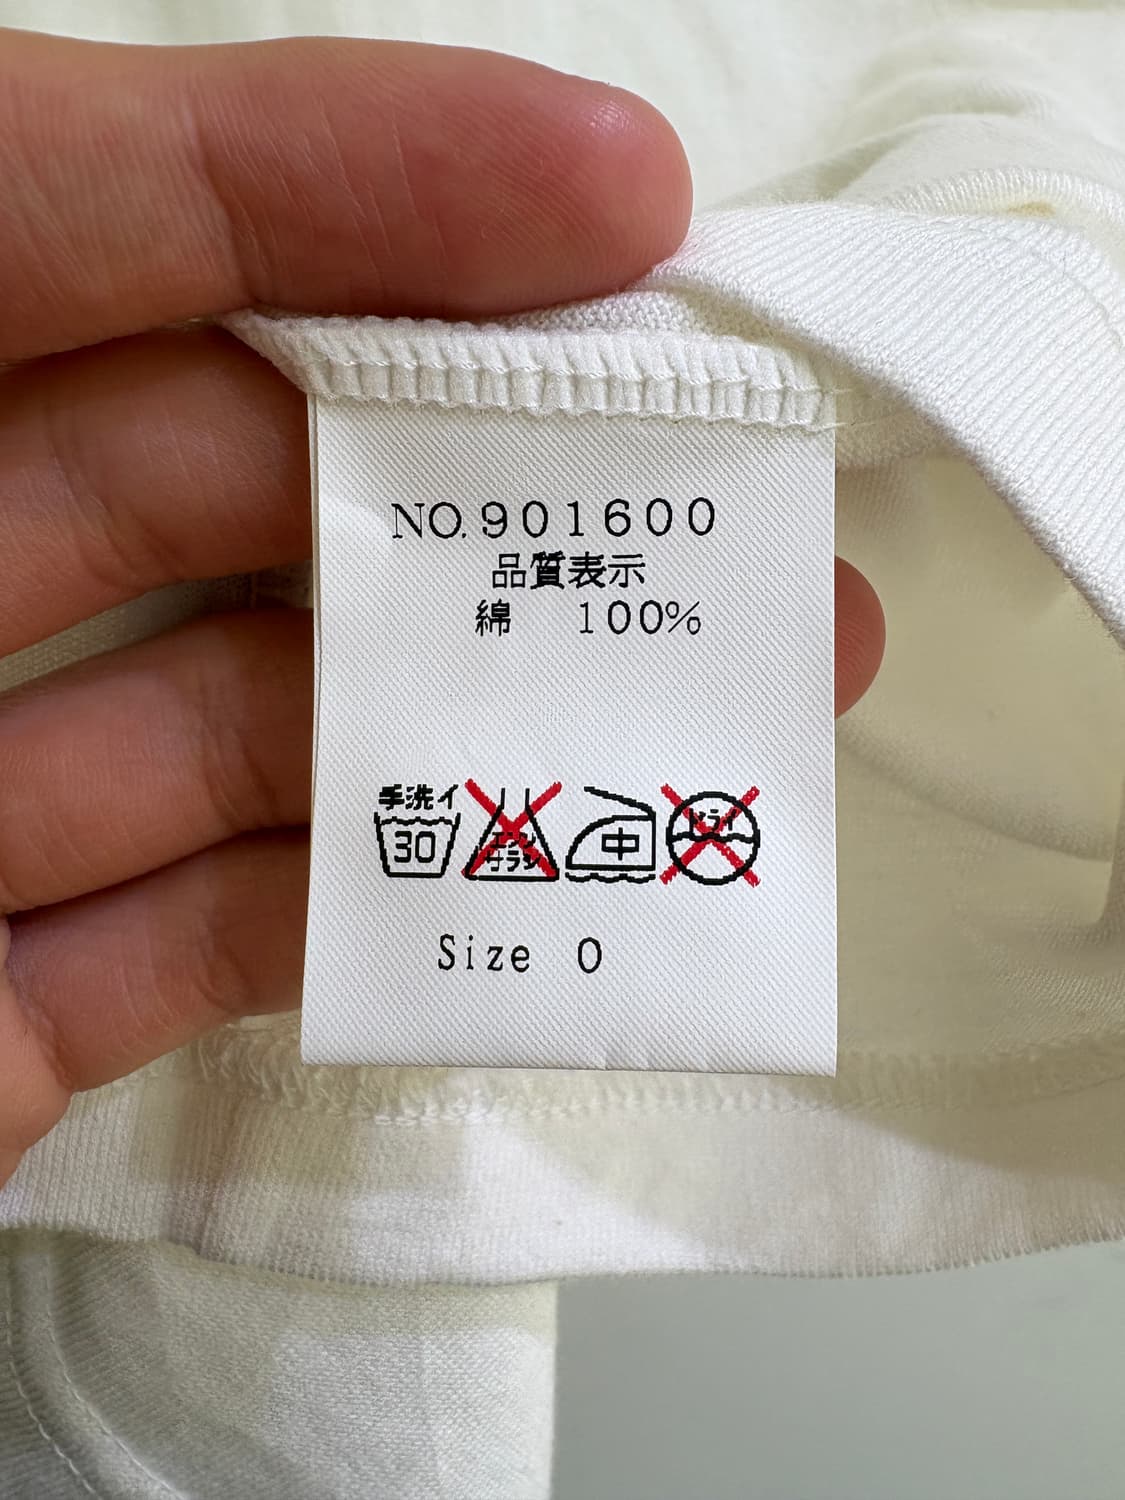 NO.901600
品質表示
綿 100%
手洗イ
30
エンソ
サラシ
中
ドライ
Size 0